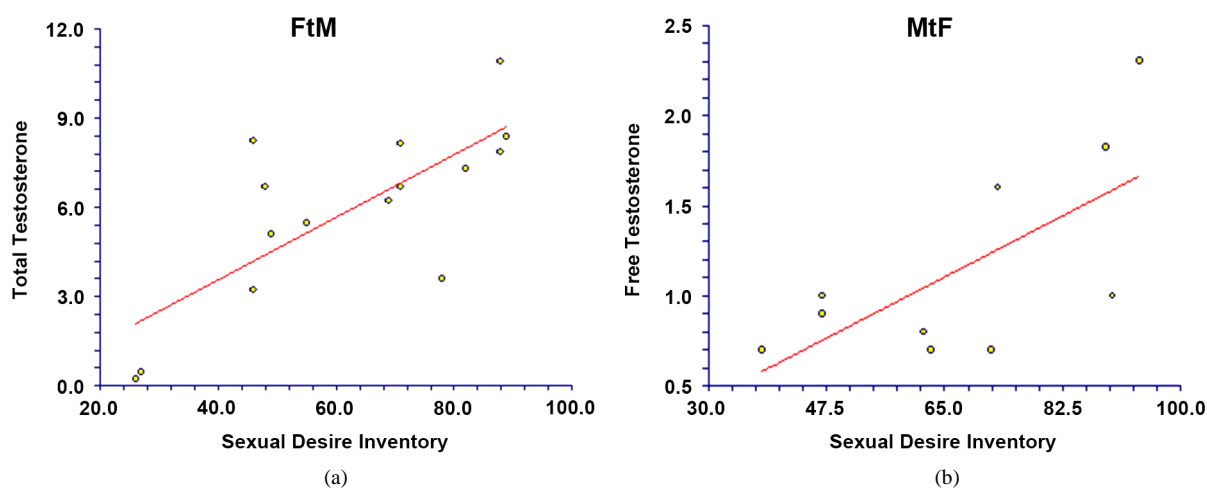 FtM
12.0
9.0
6.0
3.0
0.0
Total Testosterone
20.0 40.0 60.0 80.0 100.0
Sexual Desire Inventory
(a)
MtF
2.5
2.0
1.5
1.0
0.5
Free Testosterone
30.0 47.5 65.0 82.5 100.0
Sexual Desire Inventory
(b)